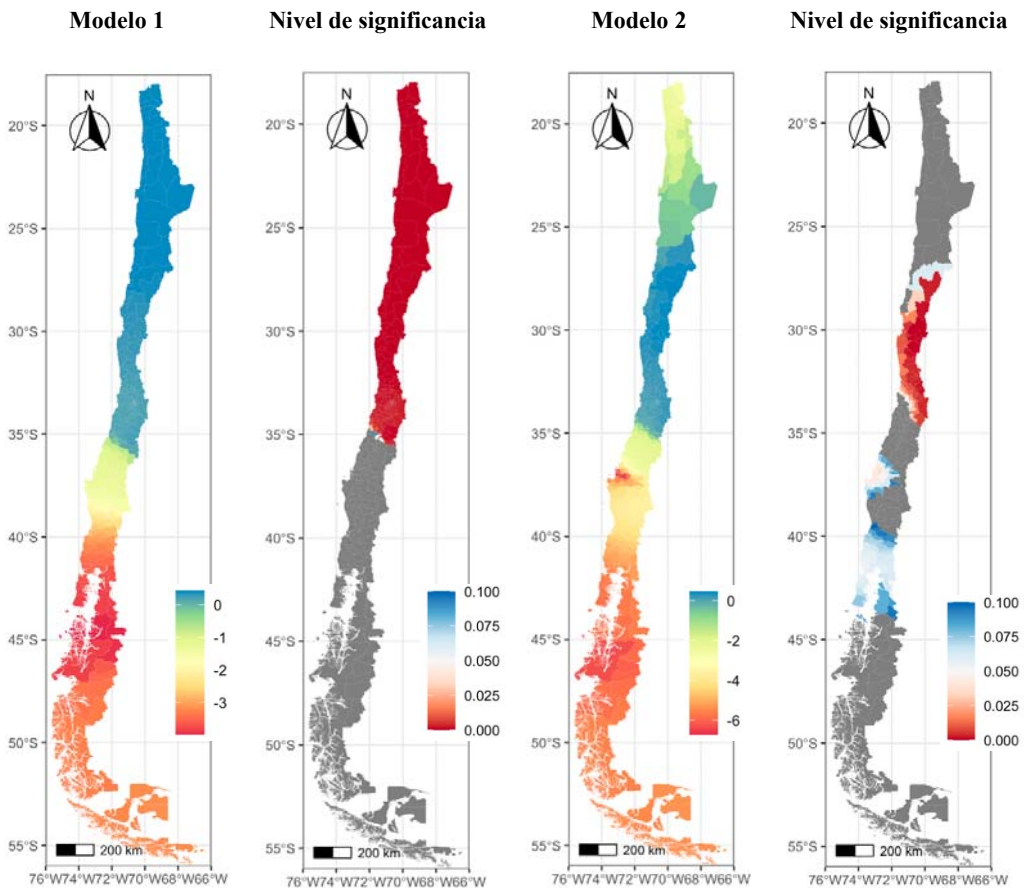 Modelo 1
Nivel de significancia
Modelo 2
Nivel de significancia
N
20°S
25°S
30°S
35°S
40°S
45°S
50°S
55°S
0
-1
-2
-3
200 km
76°W74°W72°W70°W68°W66°W
N
20°S
25°S
30°S
35°S
40°S
45°S
50°S
55°S
0.100
0.075
0.050
0.025
0.000
200 km
76°W74°W72°W70°W68°W66°W
N
20°S
25°S
30°S
35°S
40°S
45°S
50°S
55°S
0
-2
-4
-6
200 km
76°W74°W72°W70°W68°W66°W
N
20°S
25°S
30°S
35°S
40°S
45°S
50°S
55°S
0.100
0.075
0.050
0.025
0.000
200 km
76°W74°W72°W70°W68°W66°W